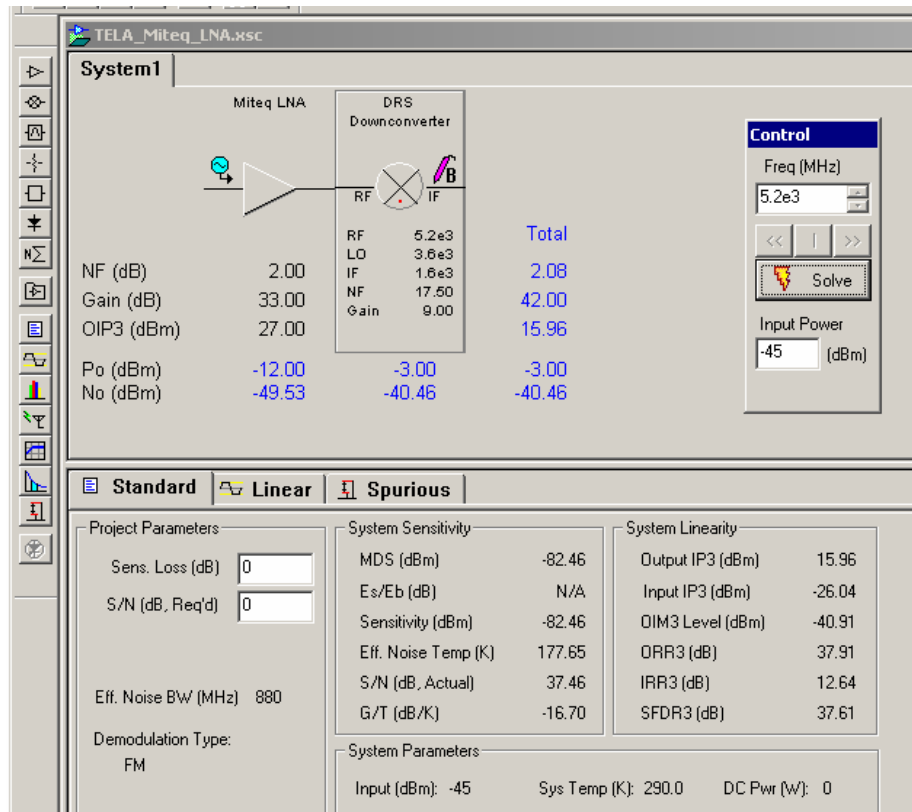 TELA_Miteq_LNA.xsc
System1
Miteq LNA
DRS
Downconverter
B
RF IF
RF 5.2e3
LO 3.6e3
IF 1.6e3
NF 17.50
Gain 9.00
Total
NF (dB) 2.00 2.08
Gain (dB) 33.00 42.00
OIP3 (dBm) 27.00 15.96
Po (dBm) -12.00 -3.00 -3.00
No (dBm) -49.53 -40.46 -40.46
Control
Freq (MHz)
5.2e3
<< | >>
Solve
Input Power
-45 (dBm)
NΣ
Standard Linear Spurious
Project Parameters
Sens. Loss (dB) 0
S/N (dB, Req'd) 0
Eff. Noise BW (MHz) 880
Demodulation Type:
FM
System Sensitivity
MDS (dBm) -82.46
Es/Eb (dB) N/A
Sensitivity (dBm) -82.46
Eff. Noise Temp (K) 177.65
S/N (dB, Actual) 37.46
G/T (dB/K) -16.70
System Linearity
Output IP3 (dBm) 15.96
Input IP3 (dBm) -26.04
OIM3 Level (dBm) -40.91
ORR3 (dB) 37.91
IRR3 (dB) 12.64
SFDR3 (dB) 37.61
System Parameters
Input (dBm): -45 Sys Temp (K): 290.0 DC Pwr (W): 0